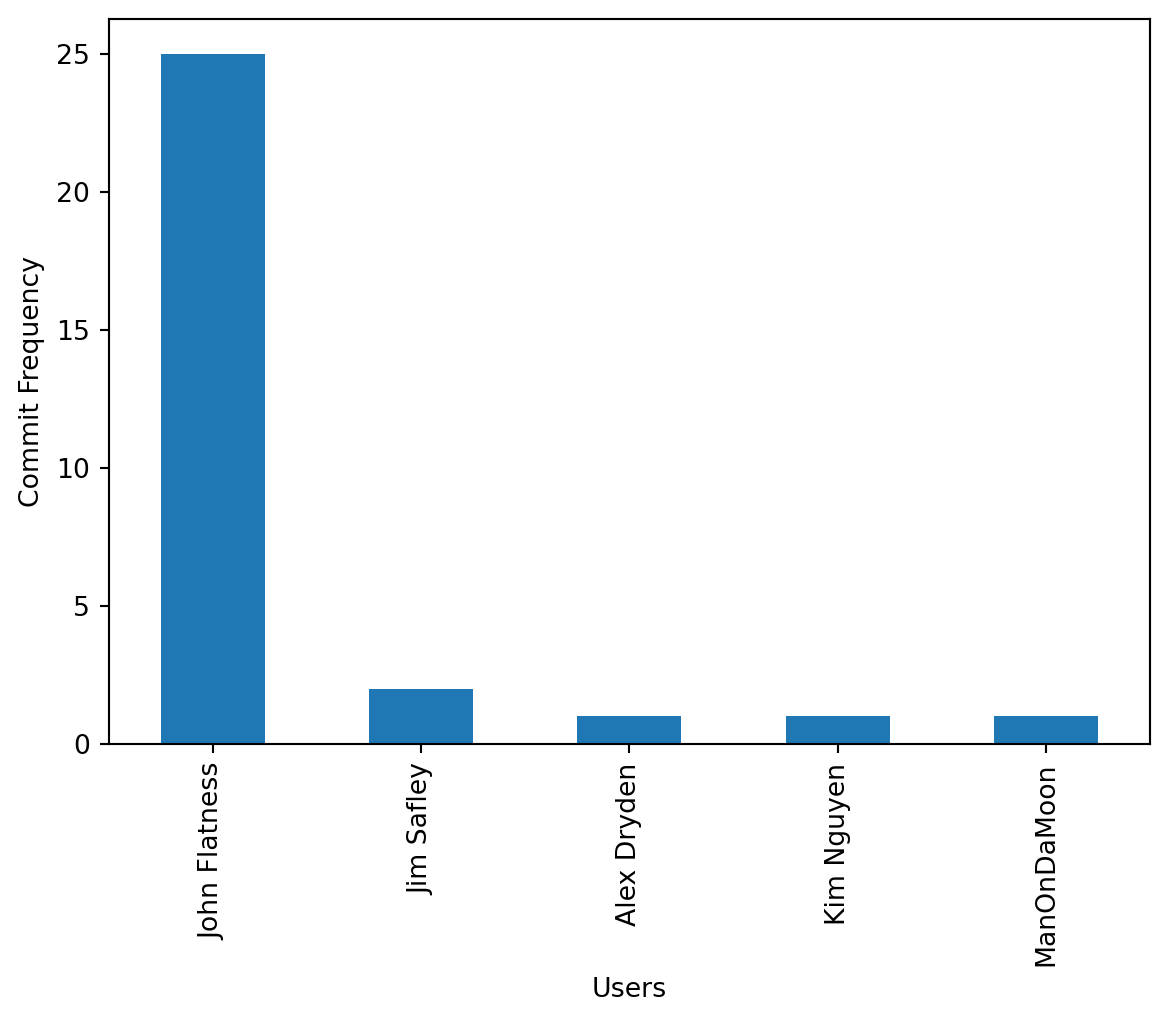 25
20
15
10
5
0
Commit Frequency
John Flatness
Jim Safley
Alex Dryden
Kim Nguyen
ManOnDaMoon
Users